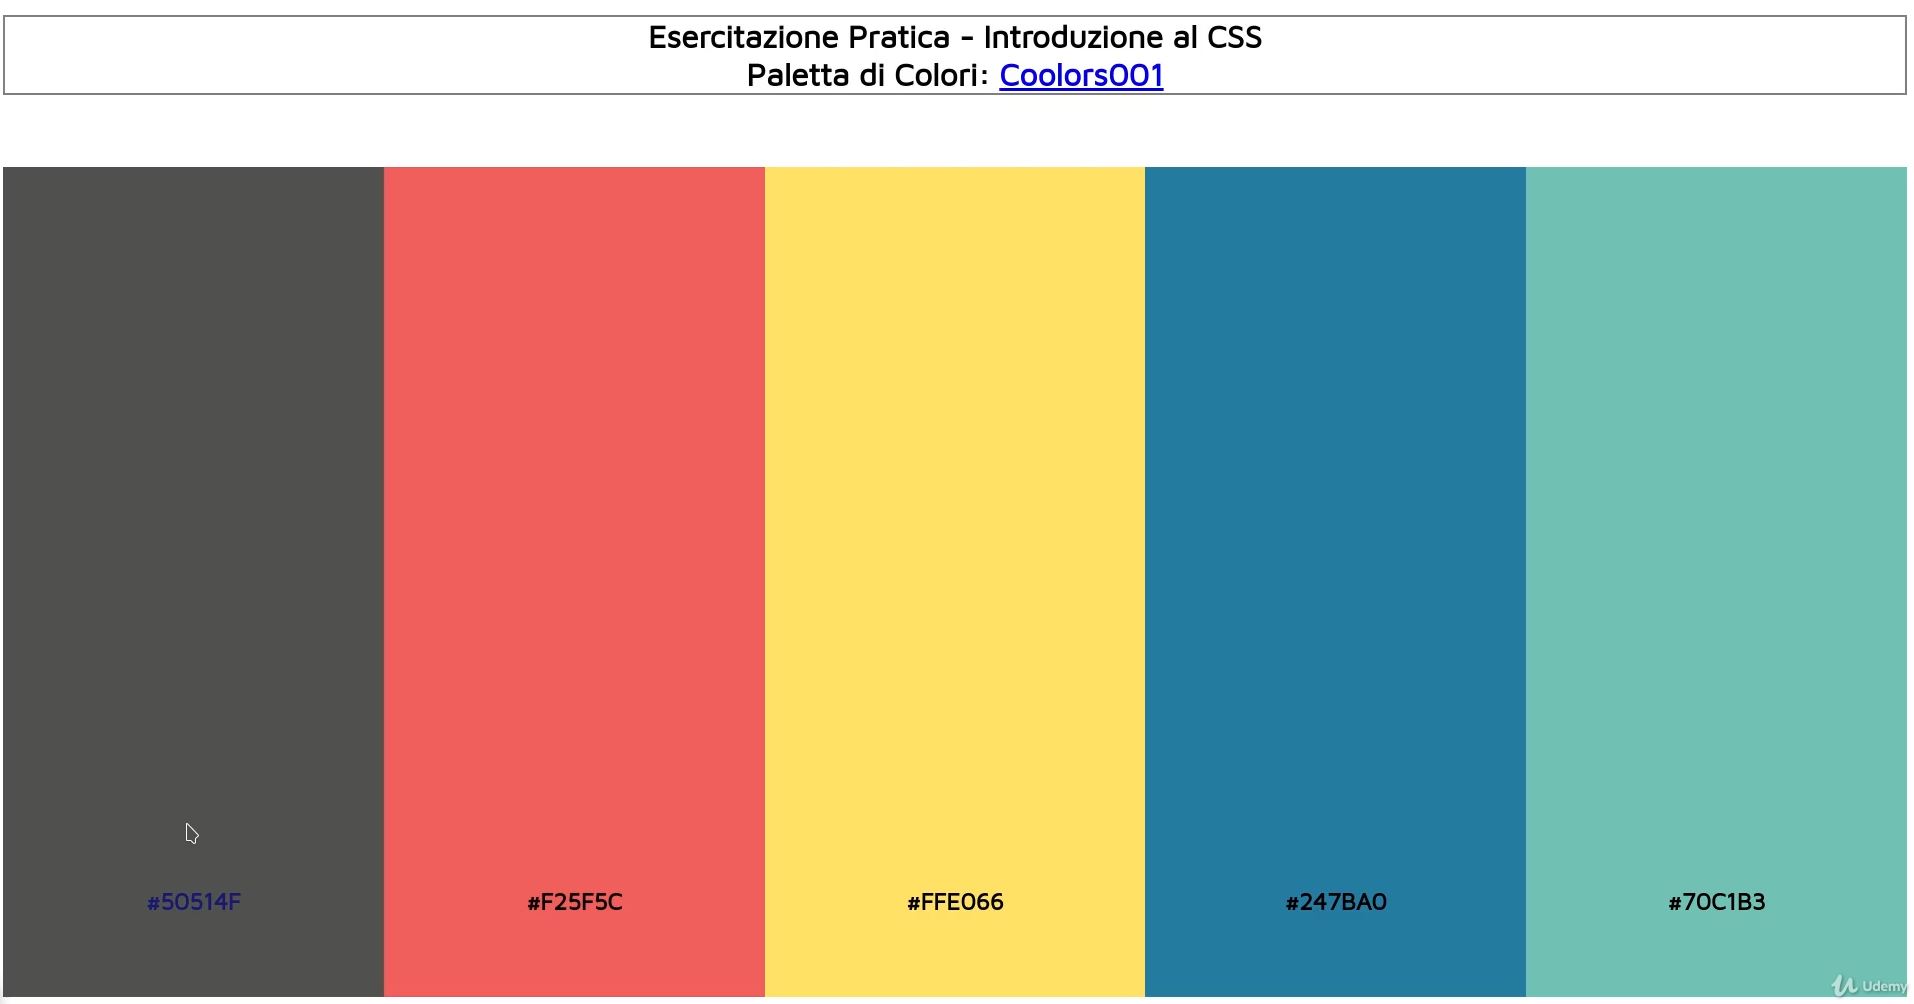 Esercitazione Pratica - Introduzione al CSS
Paletta di Colori: Coolors001
#50514F
#F25F5C
#FFE066
#247BA0
#70C1B3
Udemy